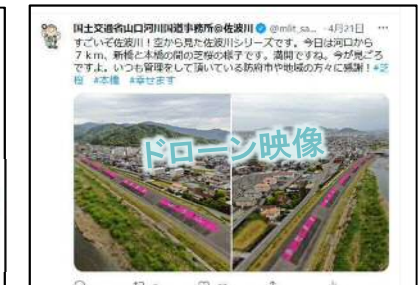 国土交通省山口河川国道事務所@佐波川 @mlit_sa... ·4月21日 ···
すごいぞ佐波川！空から見た佐波川シリーズです。今日は河口から
７ｋｍ、新橋と本橋の間の芝桜の様子です。満開ですね。今が見ごろ
ですよ。いつも管理をして頂いている防府市や地域の方々に感謝！#芝
桜 #本橋 #幸せます
ドローン映像